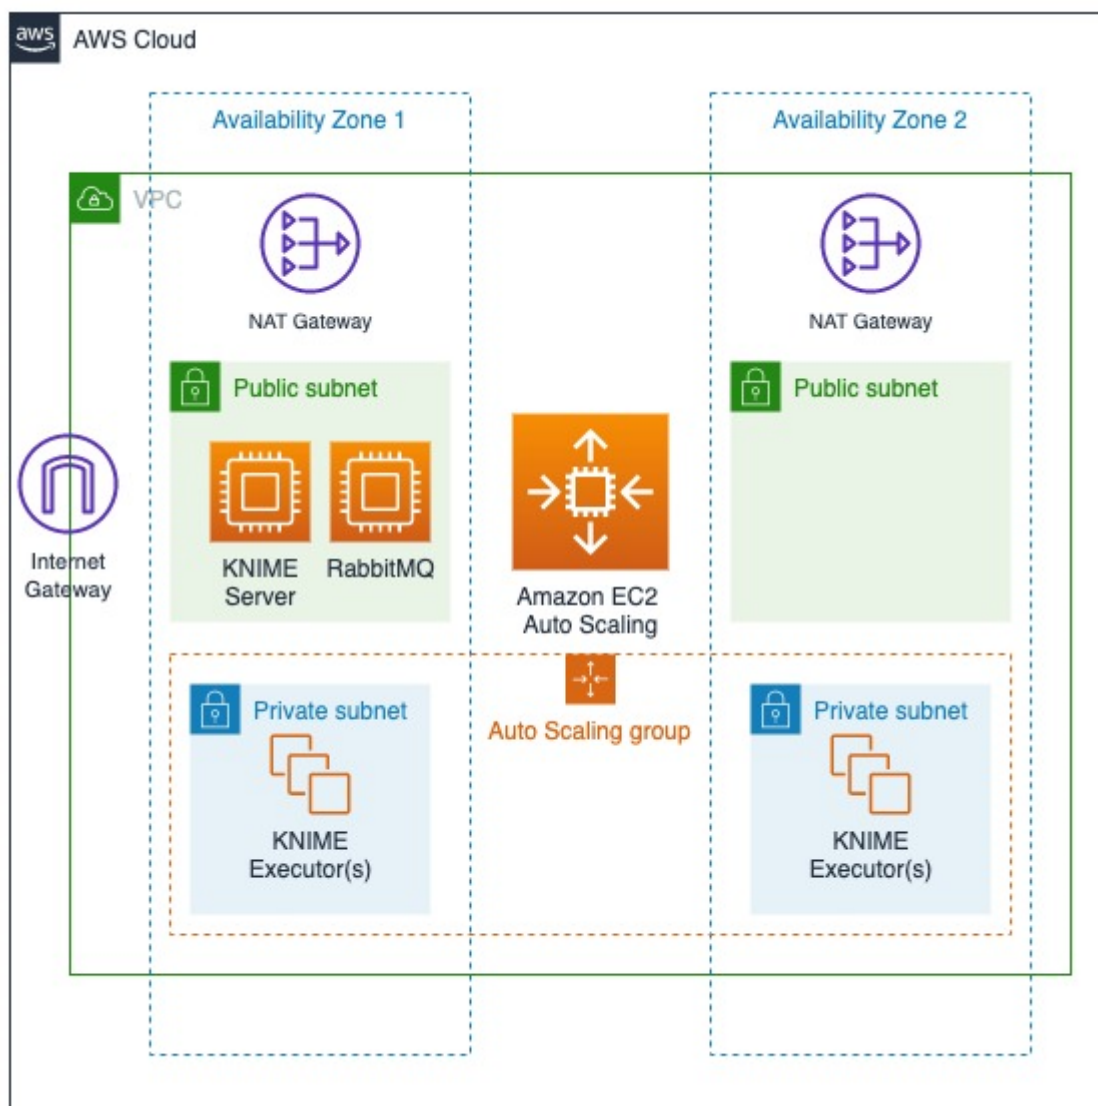 aws
AWS Cloud
Availability Zone 1
Availability Zone 2
VPC
NAT Gateway
NAT Gateway
Public subnet
Public subnet
KNIME
Server
RabbitMQ
Internet
Gateway
Amazon EC2
Auto Scaling
Private subnet
Auto Scaling group
Private subnet
KNIME
Executor(s)
KNIME
Executor(s)